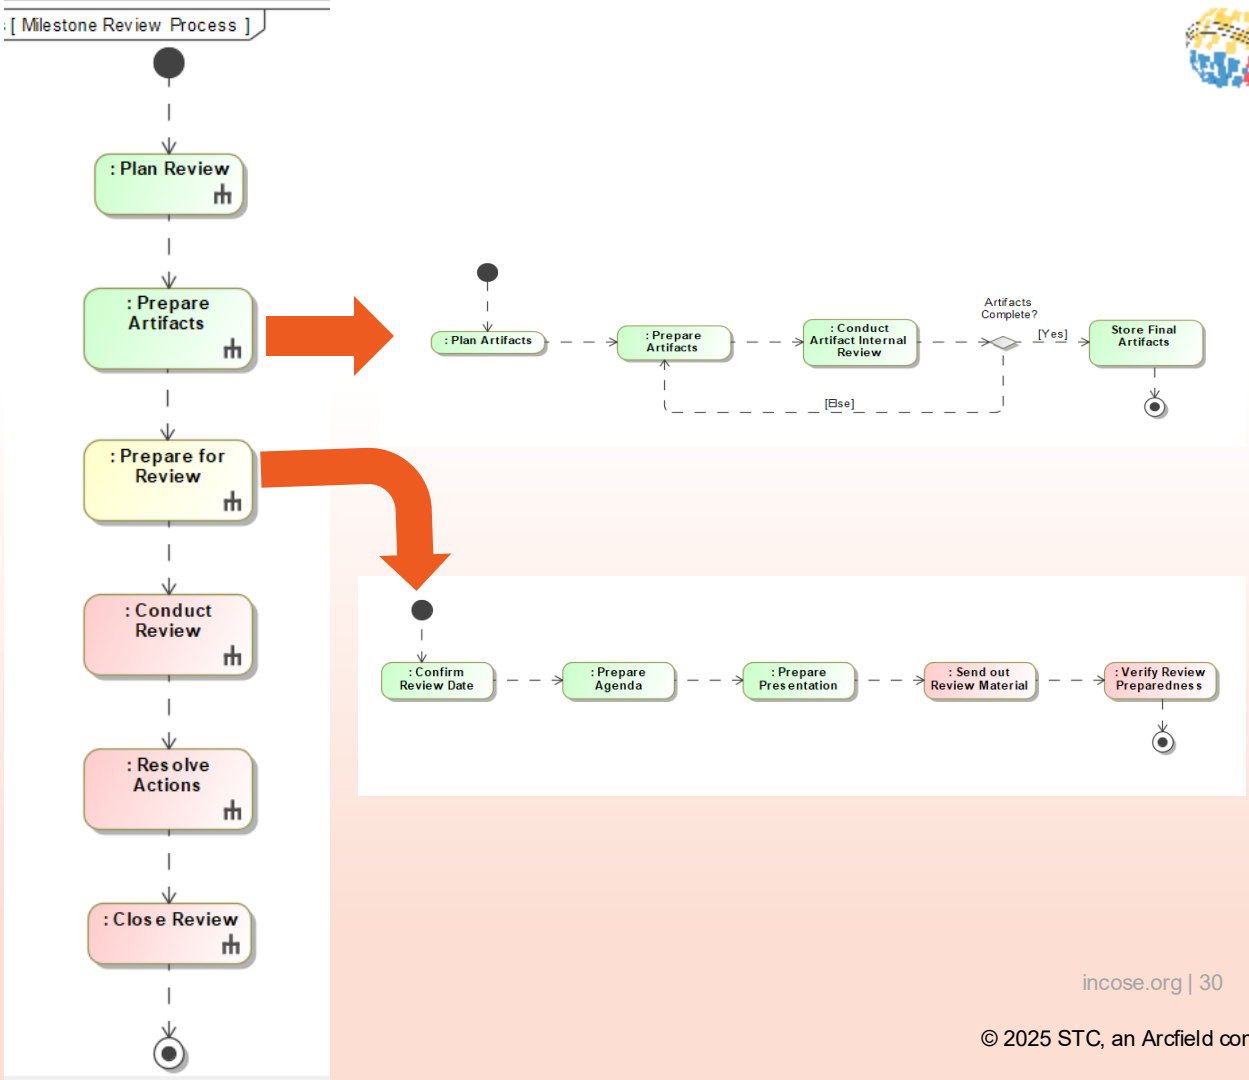 [ Milestone Review Process ]
: Plan Review
: Prepare
Artifacts
: Prepare for
Review
: Conduct
Review
: Resolve
Actions
: Close Review
: Plan Artifacts
: Prepare
Artifacts
: Conduct
Artifact Internal
Review
Artifacts
Complete?
[Yes]
Store Final
Artifacts
[Else]
: Confirm
Review Date
: Prepare
Agenda
: Prepare
Presentation
: Send out
Review Material
: Verify Review
Preparedness
incose.org | 30
© 2025 STC, an Arcfield